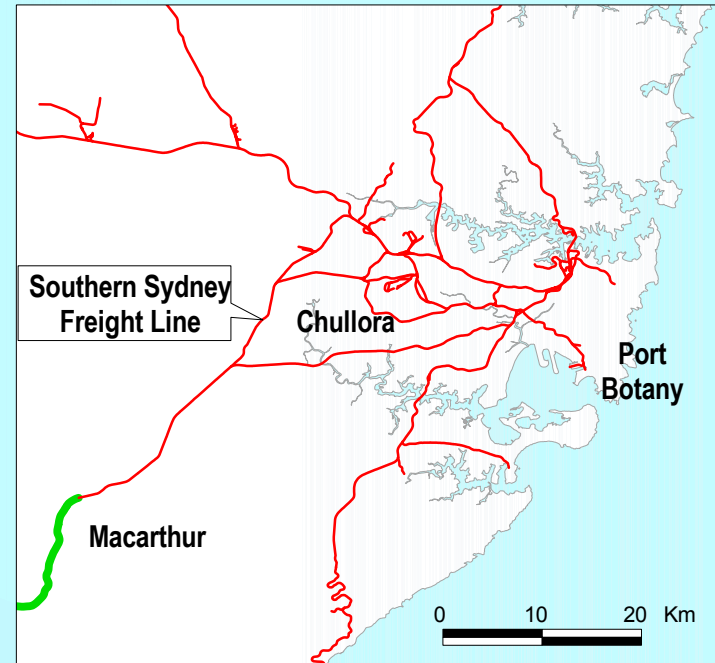 Southern Sydney
Freight Line
Chullora
Port
Botany
Macarthur
0 10 20 Km